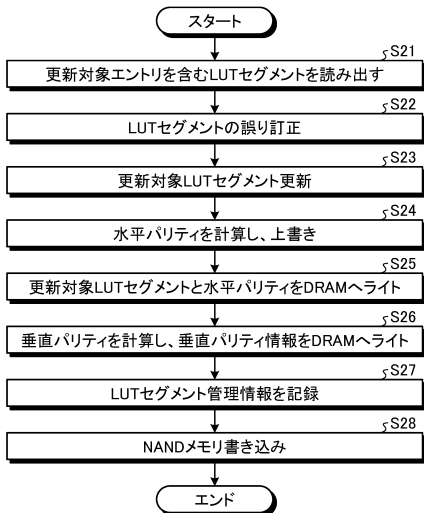 スタート
S21
更新対象エントリを含むLUTセグメントを読み出す
S22
LUTセグメントの誤り訂正
S23
更新対象LUTセグメント更新
S24
水平パリティを計算し、上書き
S25
更新対象LUTセグメントと水平パリティをDRAMへライト
S26
垂直パリティを計算し、垂直パリティ情報をDRAMへライト
S27
LUTセグメント管理情報を記録
S28
NANDメモリ書き込み
エンド